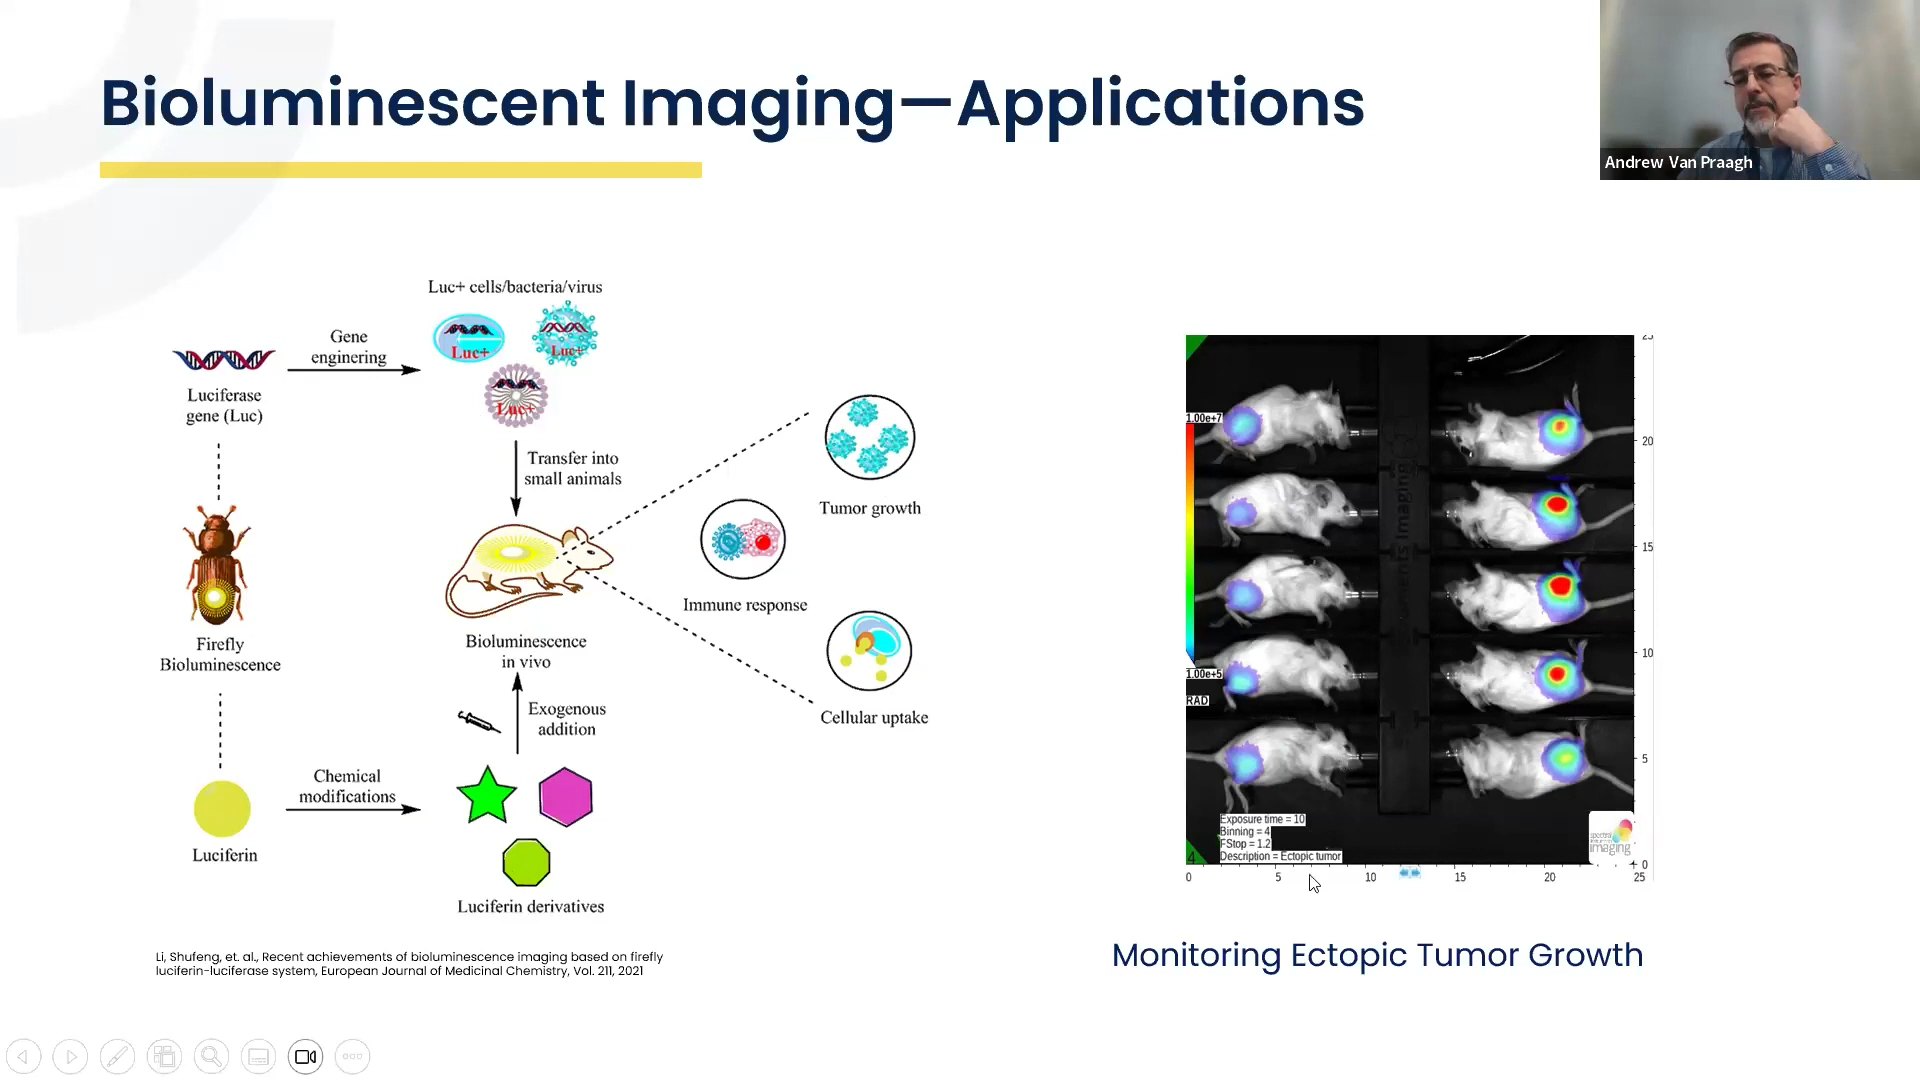 Bioluminescent Imaging—Applications
Andrew Van Praagh
Luc+ cells/bacteria/virus
Gene
enginering
Luc+
Luc+
Luc+
Luciferase
gene (Luc)
Transfer into
small animals
Tumor growth
Immune response
Firefly
Bioluminescence
Bioluminescence
in vivo
Exogenous
addition
Cellular uptake
Chemical
modifications
Luciferin
Luciferin derivatives
Li, Shufeng, et. al., Recent achievements of bioluminescence imaging based on firefly
luciferin-luciferase system, European Journal of Medicinal Chemistry, Vol. 211, 2021
1.00e+7
1.00e+5
RAD
Exposure time = 10
Binning = 4
FStop = 1.2
Description = Ectopic tumor
4
imaging
20
15
10
5
0
0
5
10
15
20
25
Monitoring Ectopic Tumor Growth